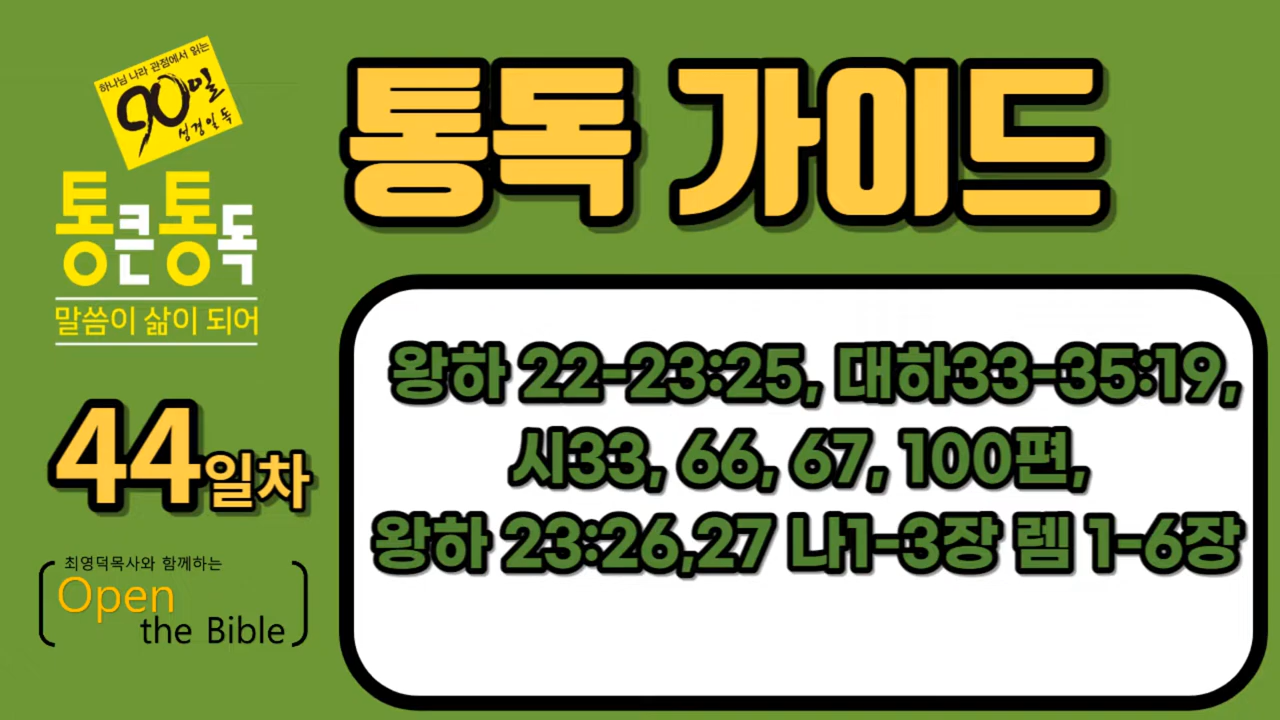 하나님 나라 관점에서 읽는
90일
성경일독
통큰통독
말씀이 삶이 되어
44일차
최영덕목사와 함께하는
Open
the Bible
통독 가이드
왕하 22-23:25, 대하33-35:19,
시33, 66, 67, 100편,
왕하 23:26,27 나1-3장 렘 1-6장